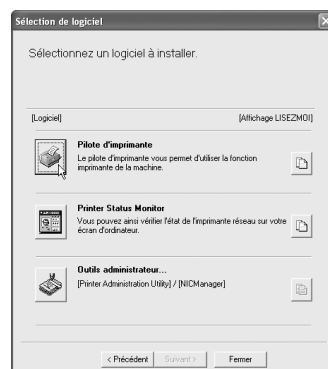 Sélection de logiciel
Sélectionnez un logiciel à installer.
[Logiciel] [Affichage LISEZMOI]
Pilote d'imprimante
Le pilote d'imprimante vous permet d'utiliser la fonction
imprimante de la machine.
Printer Status Monitor
Vous pouvez ainsi vérifier l'état de l'imprimante réseau sur votre
écran d'ordinateur.
Outils administrateur...
[Printer Administration Utility] / [NICManager]
< Précédent Suivant > Fermer